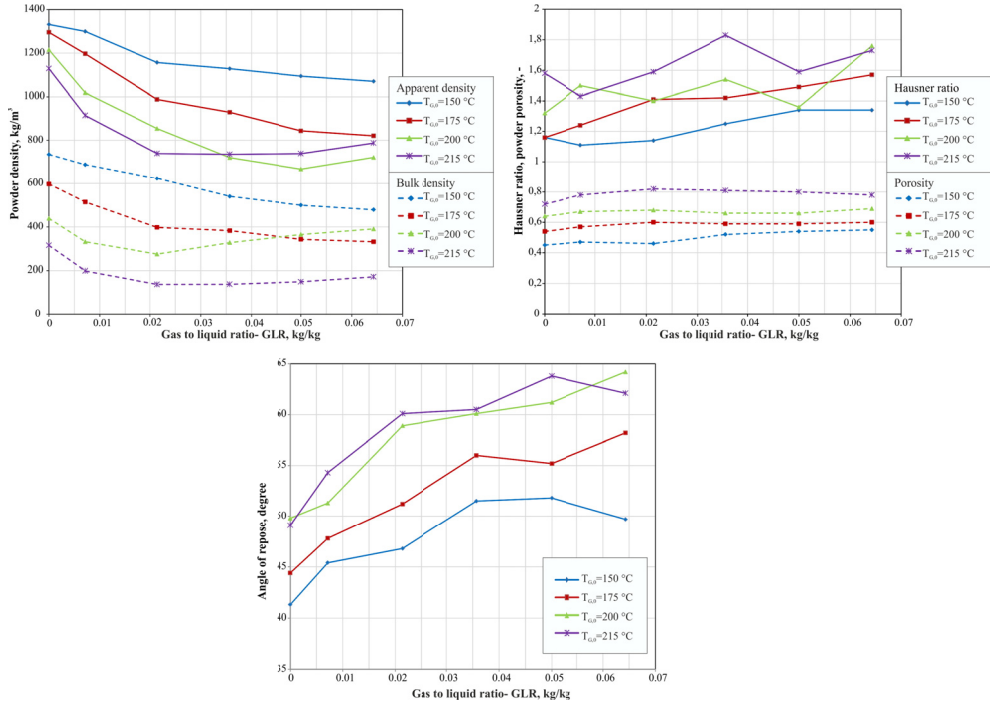 1400
1200
1000
800
600
400
200
0
0
0.01
0.02
0.03
0.04
0.05
0.06
0.07
Powder density, kg/m³
Gas to liquid ratio- GLR, kg/kg
Apparent density
T_G,0=150 °C
T_G,0=175 °C
T_G,0=200 °C
T_G,0=215 °C
Bulk density
T_G,0=150 °C
T_G,0=175 °C
T_G,0=200 °C
T_G,0=215 °C
2
1,8
1,6
1,4
1,2
1
0,8
0,6
0,4
0,2
0,0
0
0.01
0.02
0.03
0.04
0.05
0.06
0.07
Hausner ratio, powder porosity, -
Gas to liquid ratio- GLR, kg/kg
Hausner ratio
T_G,0=150 °C
T_G,0=175 °C
T_G,0=200 °C
T_G,0=215 °C
Porosity
T_G,0=150 °C
T_G,0=175 °C
T_G,0=200 °C
T_G,0=215 °C
65
60
55
50
45
40
35
0
0.01
0.02
0.03
0.04
0.05
0.06
0.07
Angle of repose, degree
Gas to liquid ratio- GLR, kg/kg
T_G,0=150 °C
T_G,0=175 °C
T_G,0=200 °C
T_G,0=215 °C